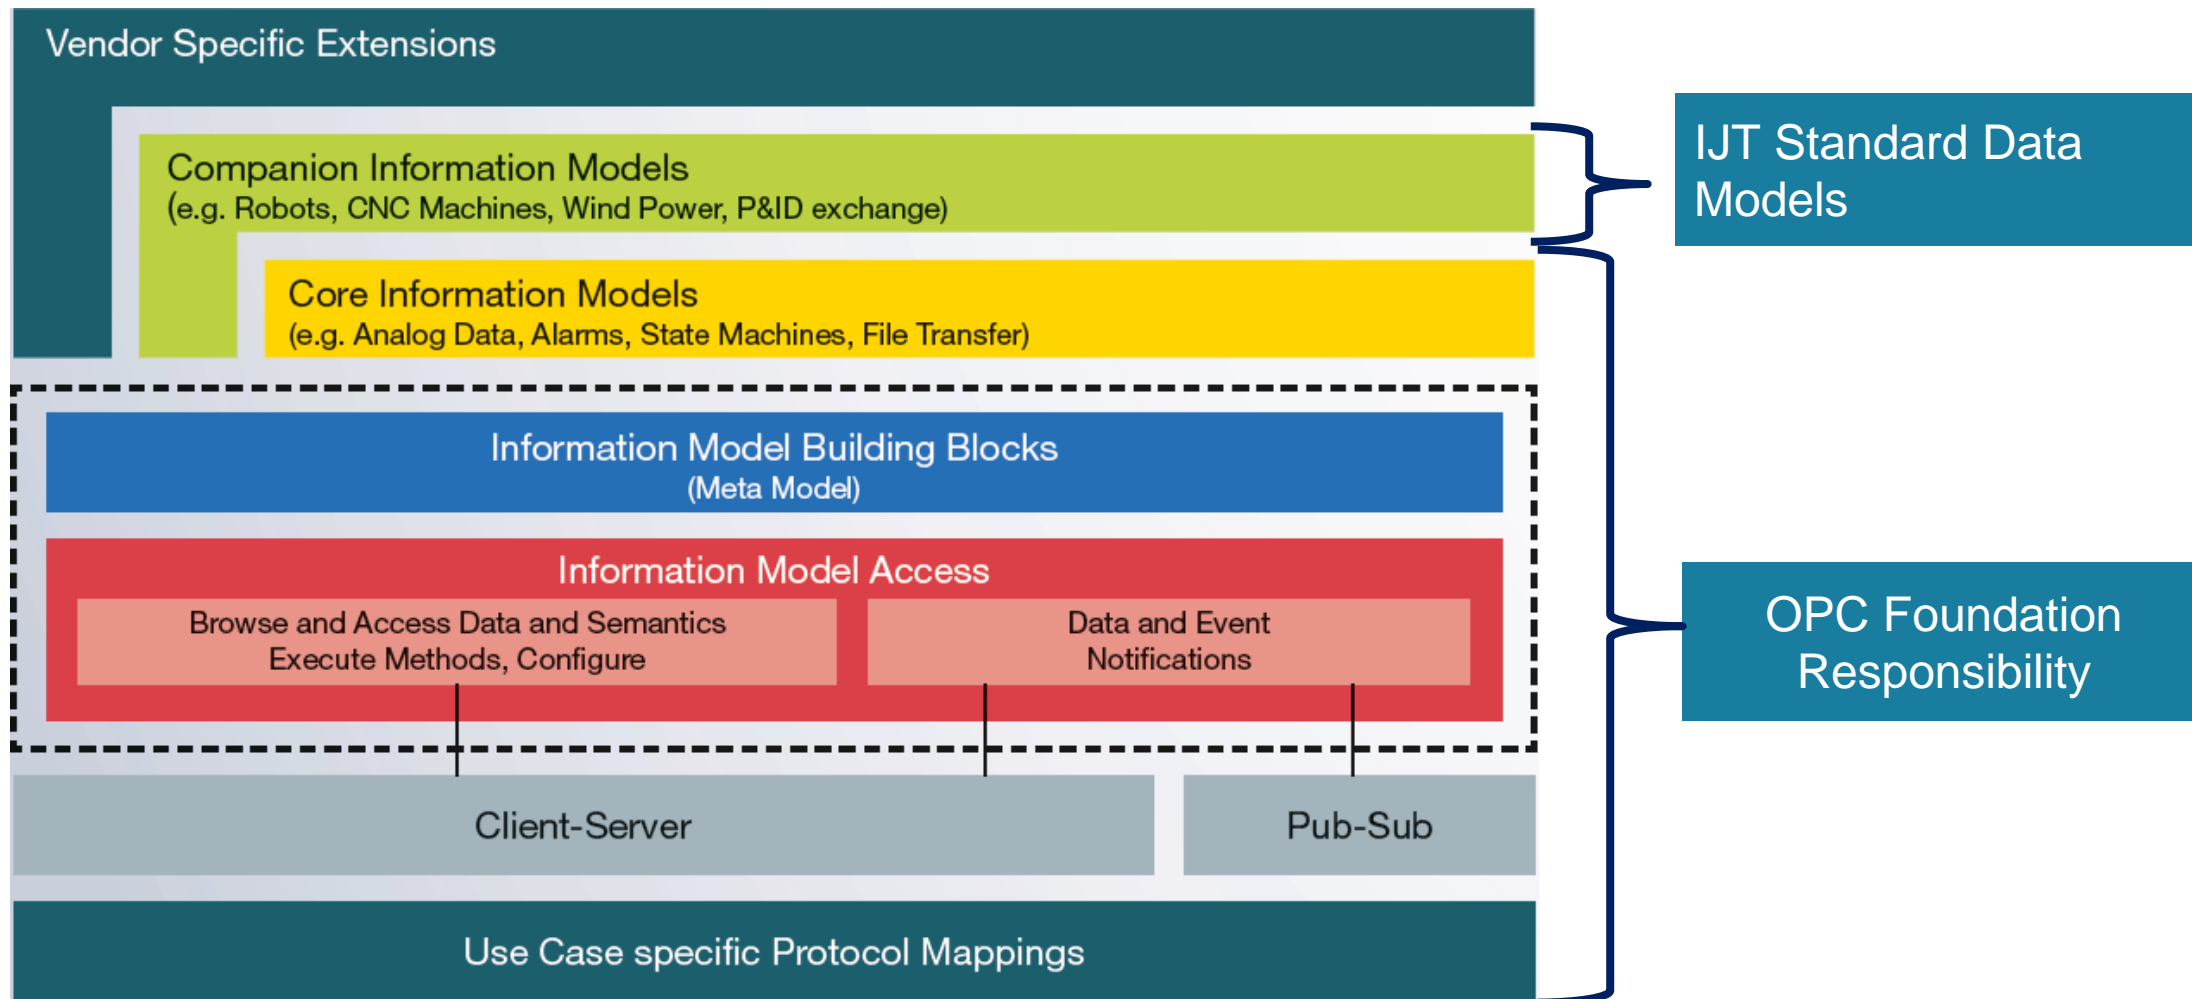 Vendor Specific Extensions
Companion Information Models
(e.g. Robots, CNC Machines, Wind Power, P&ID exchange)
Core Information Models
(e.g. Analog Data, Alarms, State Machines, File Transfer)
Information Model Building Blocks
(Meta Model)
Information Model Access
Browse and Access Data and Semantics
Execute Methods, Configure
Data and Event
Notifications
Client-Server
Pub-Sub
Use Case specific Protocol Mappings
IJT Standard Data
Models
OPC Foundation
Responsibility